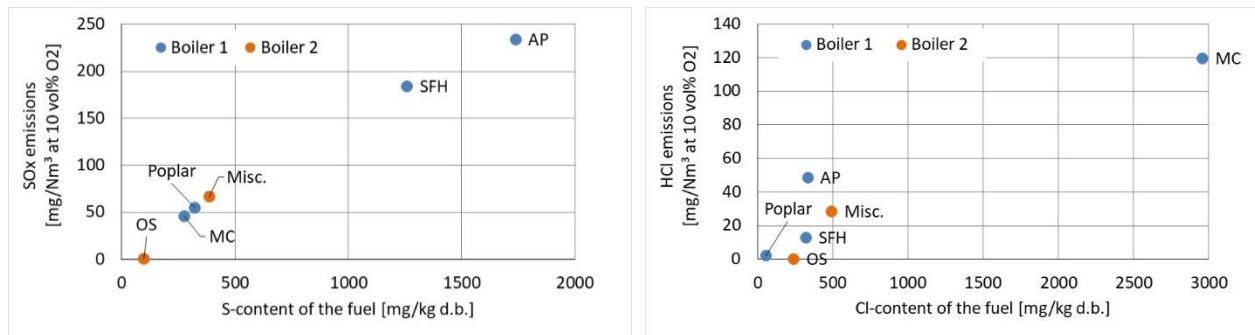 SOx emissions
[mg/Nm³ at 10 vol% O2]
250
200
150
100
50
0
Boiler 1 Boiler 2
AP
SFH
Poplar
Misc.
OS
MC
0 500 1000 1500 2000
S-content of the fuel [mg/kg d.b.]
HCl emissions
[mg/Nm³ at 10 vol% O2]
140
120
100
80
60
40
20
0
Boiler 1 Boiler 2
MC
AP
Poplar
Misc.
SFH
OS
0 500 1000 1500 2000 2500 3000
Cl-content of the fuel [mg/kg d.b.]